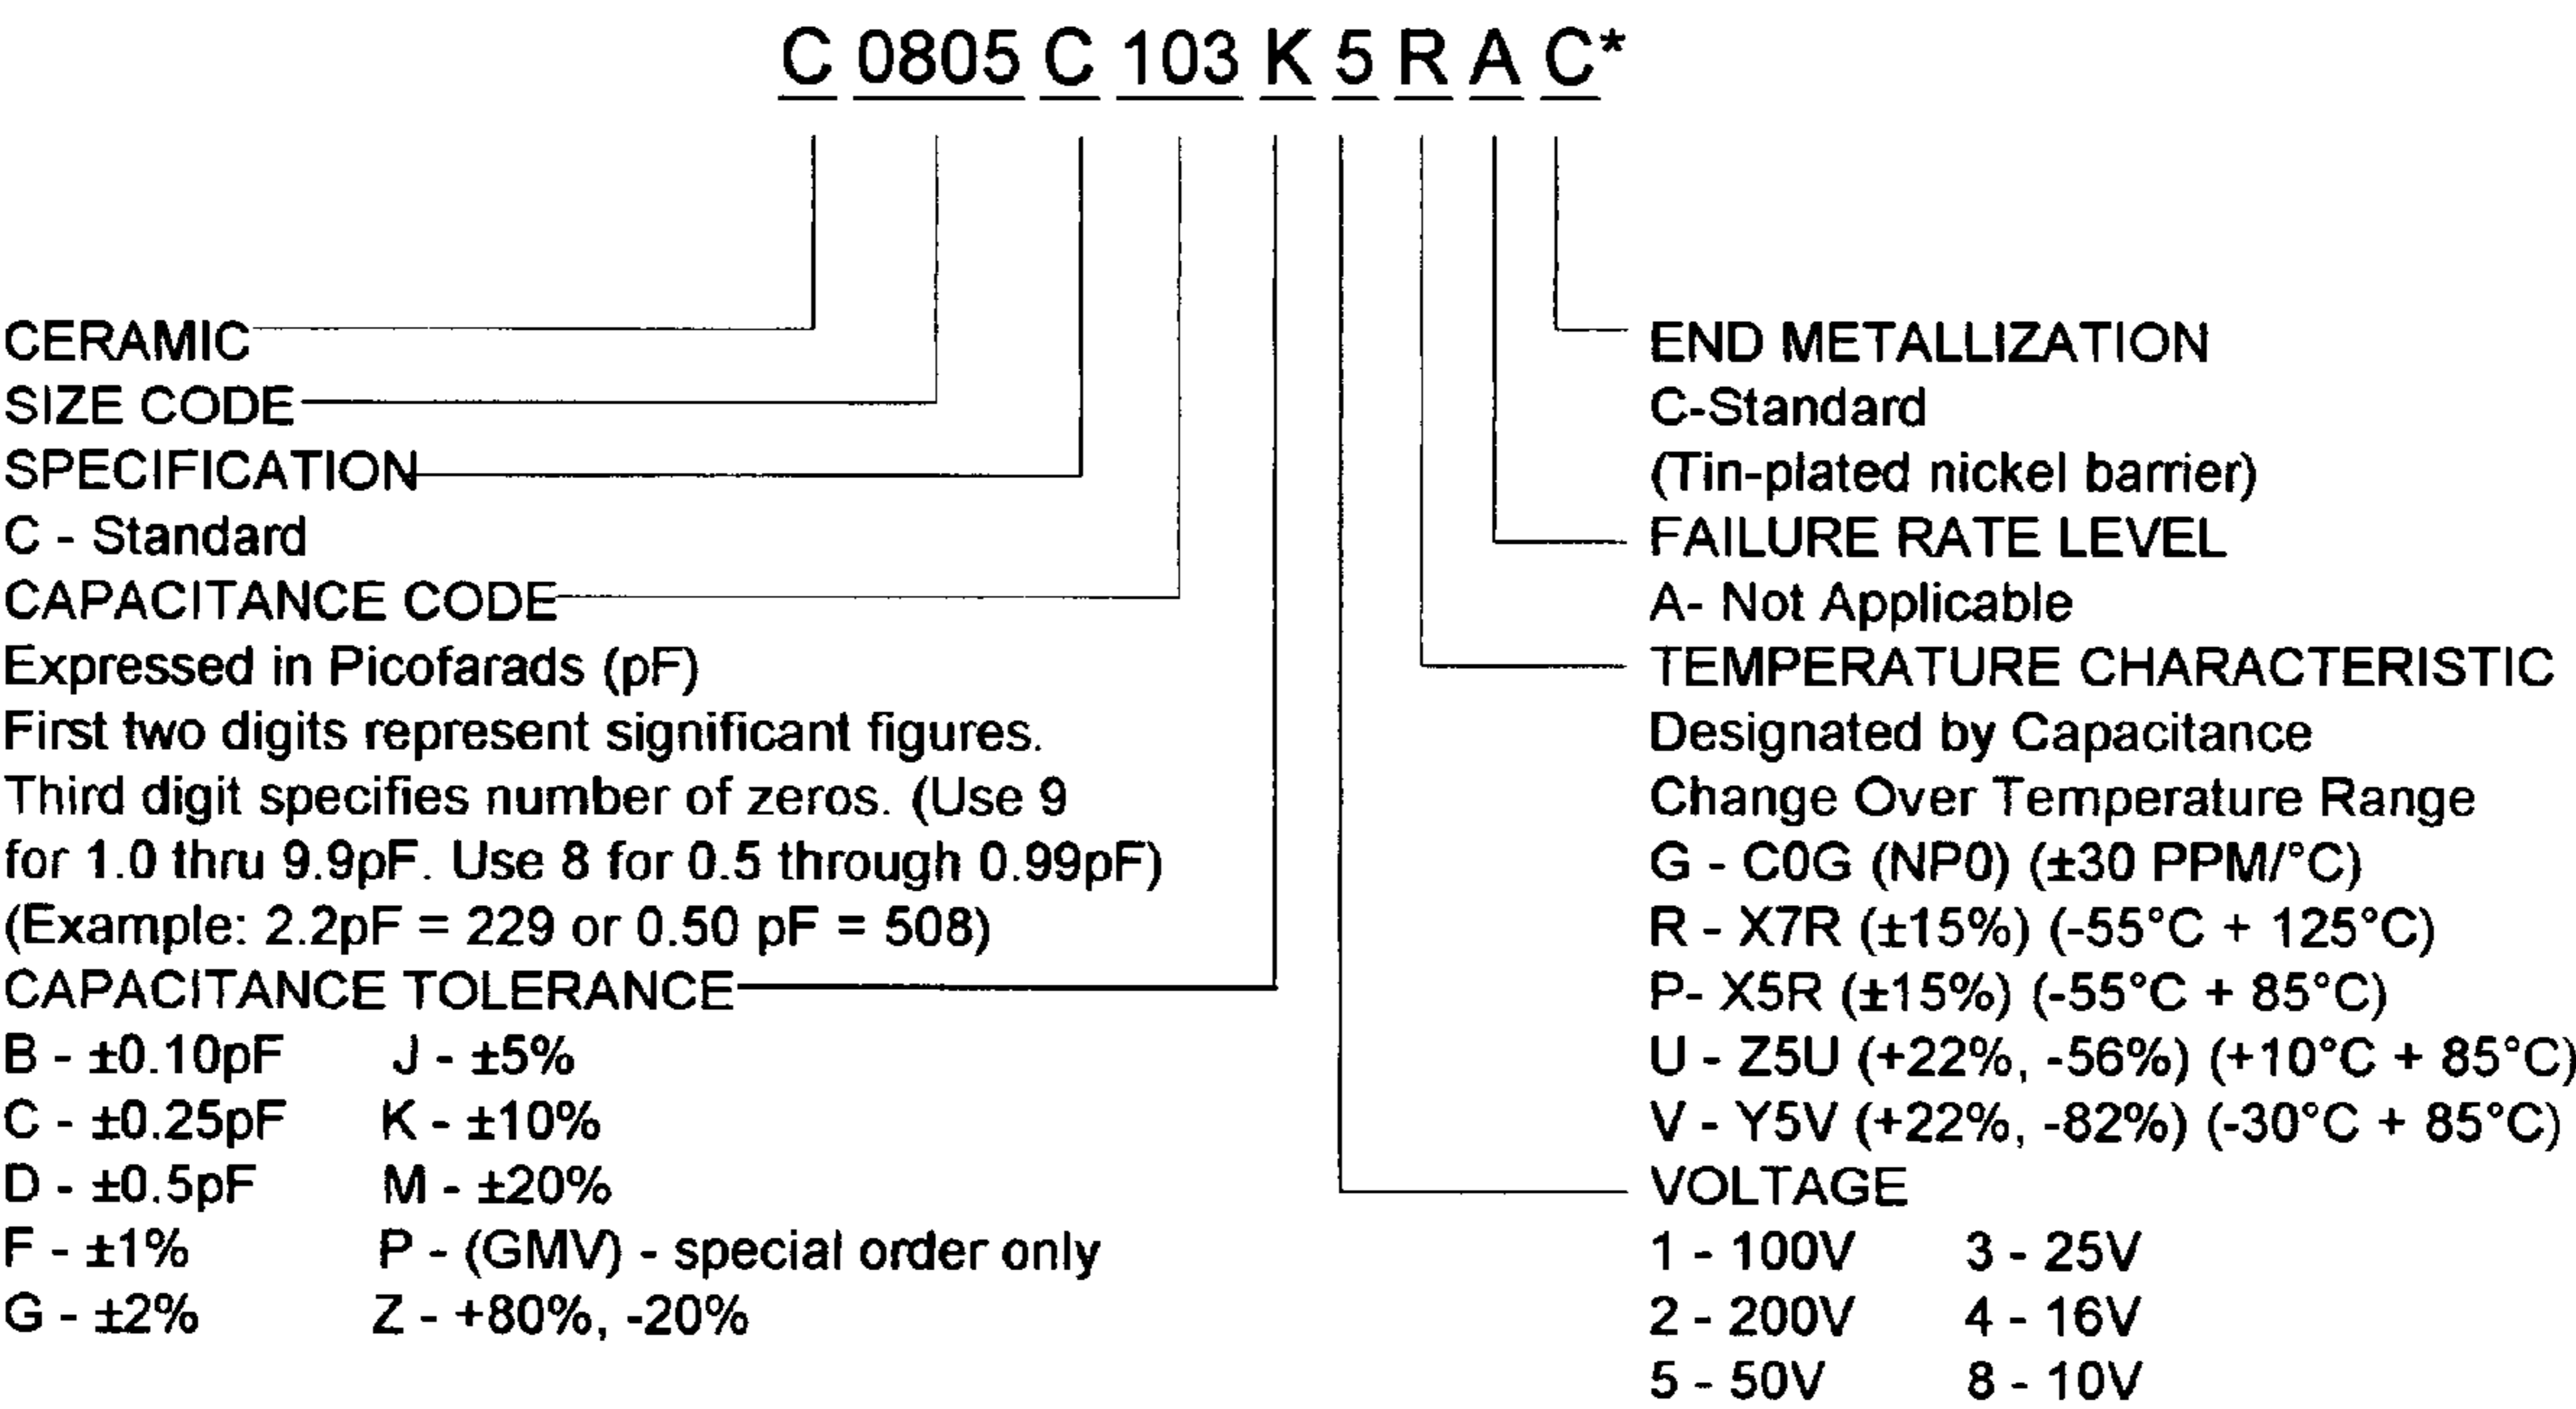 C 0805 C 103 K 5 R A C*
CERAMIC
SIZE CODE
SPECIFICATION
C - Standard
CAPACITANCE CODE
Expressed in Picofarads (pF)
First two digits represent significant figures.
Third digit specifies number of zeros. (Use 9
for 1.0 thru 9.9pF. Use 8 for 0.5 through 0.99pF)
(Example: 2.2pF = 229 or 0.50 pF = 508)
CAPACITANCE TOLERANCE
B - ±0.10pF J - ±5%
C - ±0.25pF K - ±10%
D - ±0.5pF M - ±20%
F - ±1% P - (GMV) - special order only
G - ±2% Z - +80%, -20%
END METALLIZATION
C-Standard
(Tin-plated nickel barrier)
FAILURE RATE LEVEL
A- Not Applicable
TEMPERATURE CHARACTERISTIC
Designated by Capacitance
Change Over Temperature Range
G - C0G (NP0) (±30 PPM/°C)
R - X7R (±15%) (-55°C + 125°C)
P- X5R (±15%) (-55°C + 85°C)
U - Z5U (+22%, -56%) (+10°C + 85°C)
V - Y5V (+22%, -82%) (-30°C + 85°C)
VOLTAGE
1 - 100V 3 - 25V
2 - 200V 4 - 16V
5 - 50V 8 - 10V